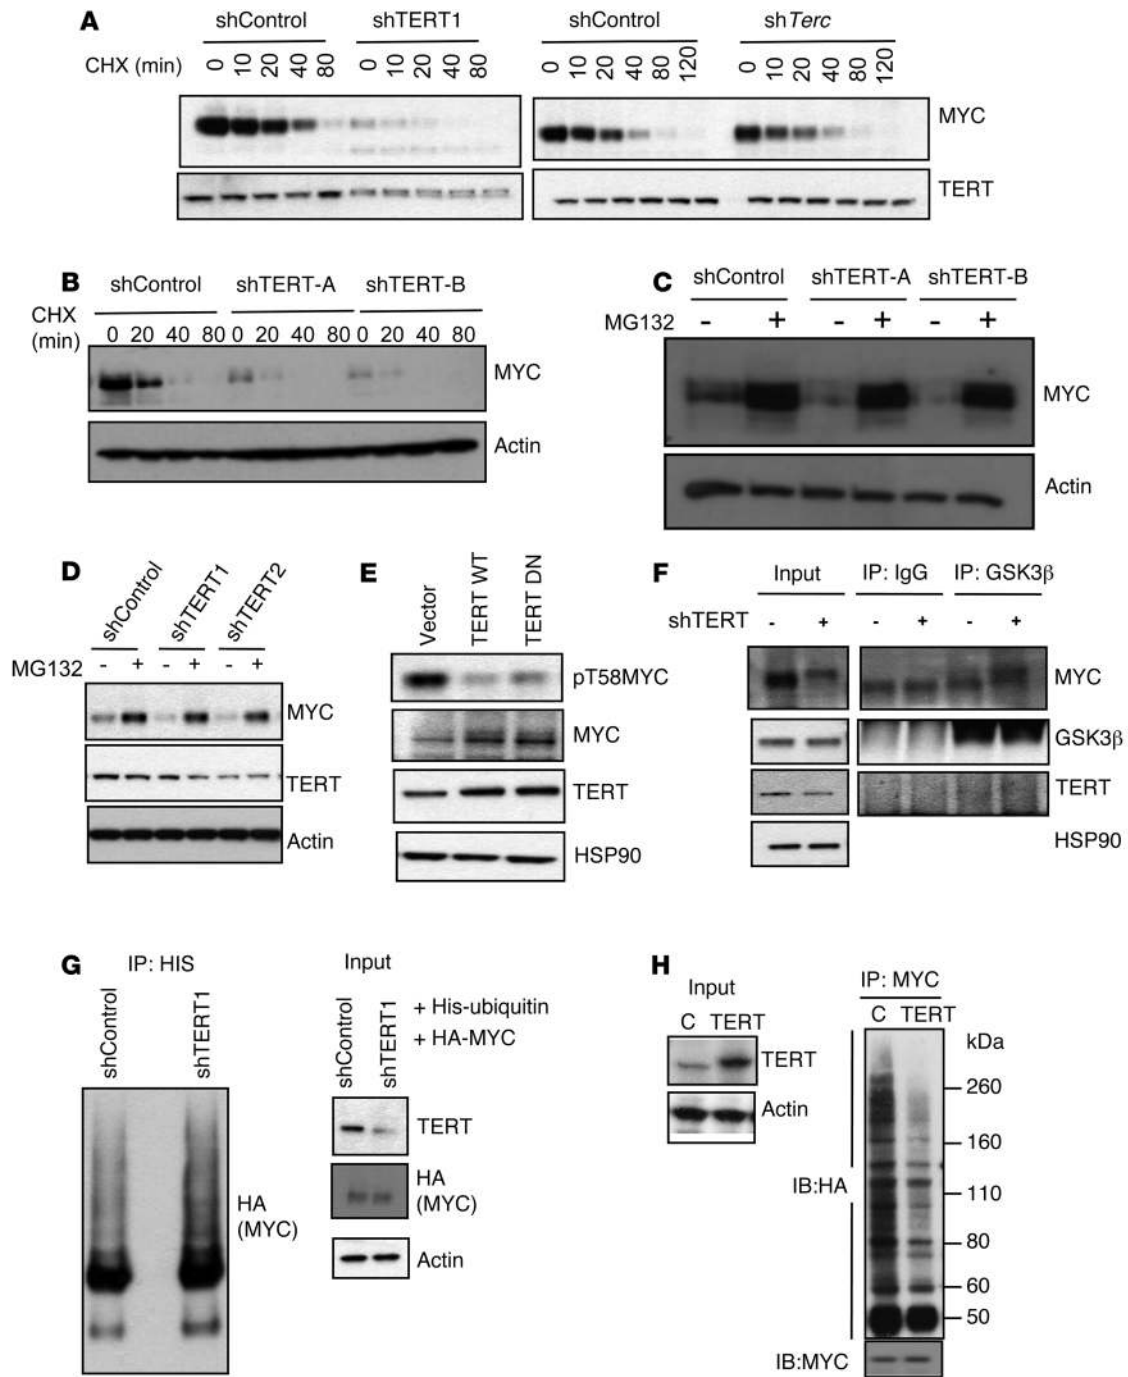 A
shControl shTERT1 shControl shTerc
CHX (min) 0 10 20 40 80 0 10 20 40 80 0 10 20 40 80 120 0 10 20 40 80 120
MYC
TERT
B
shControl shTERT-A shTERT-B
CHX
(min) 0 20 40 80 0 20 40 80 0 20 40 80
MYC
Actin
C
shControl shTERT-A shTERT-B
MG132 - + - + - +
MYC
Actin
D
shControl shTERT1 shTERT2
MG132 - + - + - +
MYC
TERT
Actin
E
Vector TERT WT TERT DN
pT58MYC
MYC
TERT
HSP90
F
Input IP: IgG IP: GSK3β
shTERT - + - + - +
MYC
GSK3β
TERT
HSP90
G
IP: HIS Input
shControl shTERT1 shControl shTERT1
+ His-ubiquitin
+ HA-MYC
HA
(MYC)
TERT
HA
(MYC)
Actin
H
Input
C TERT
TERT
Actin
IP: MYC
C TERT
kDa
260
160
IB:HA
110
80
60
50
IB:MYC